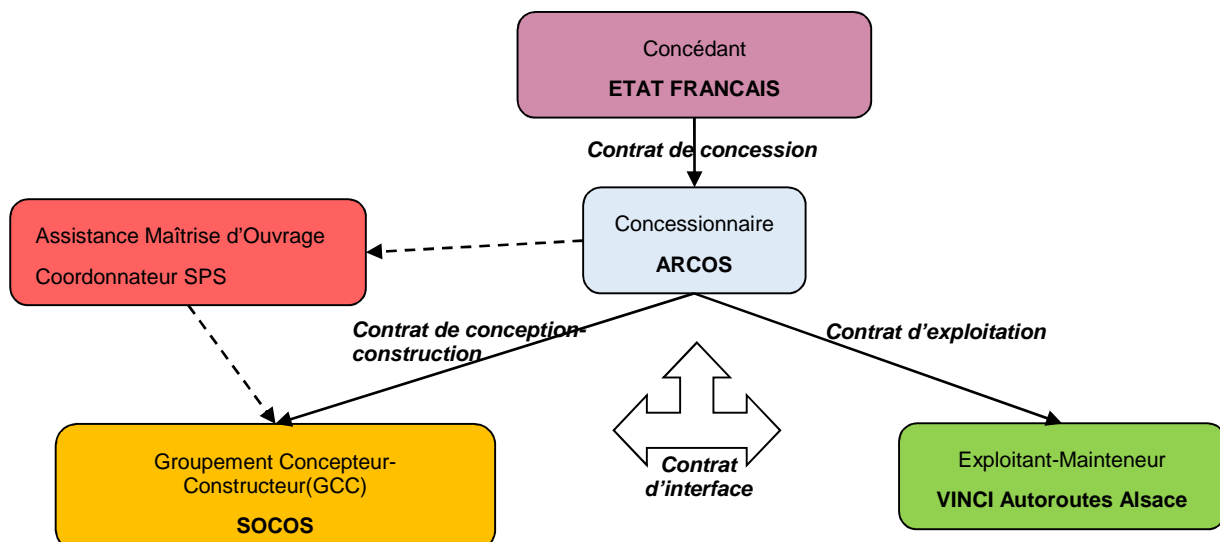 Concédant
ETAT FRANCAIS
Contrat de concession
Assistance Maîtrise d'Ouvrage
Coordonnateur SPS
Concessionnaire
ARCOS
Contrat de conception-
construction
Contrat d'exploitation
Groupement Concepteur-
Constructeur(GCC)
SOCOS
Contrat
d'interface
Exploitant-Mainteneur
VINCI Autoroutes Alsace